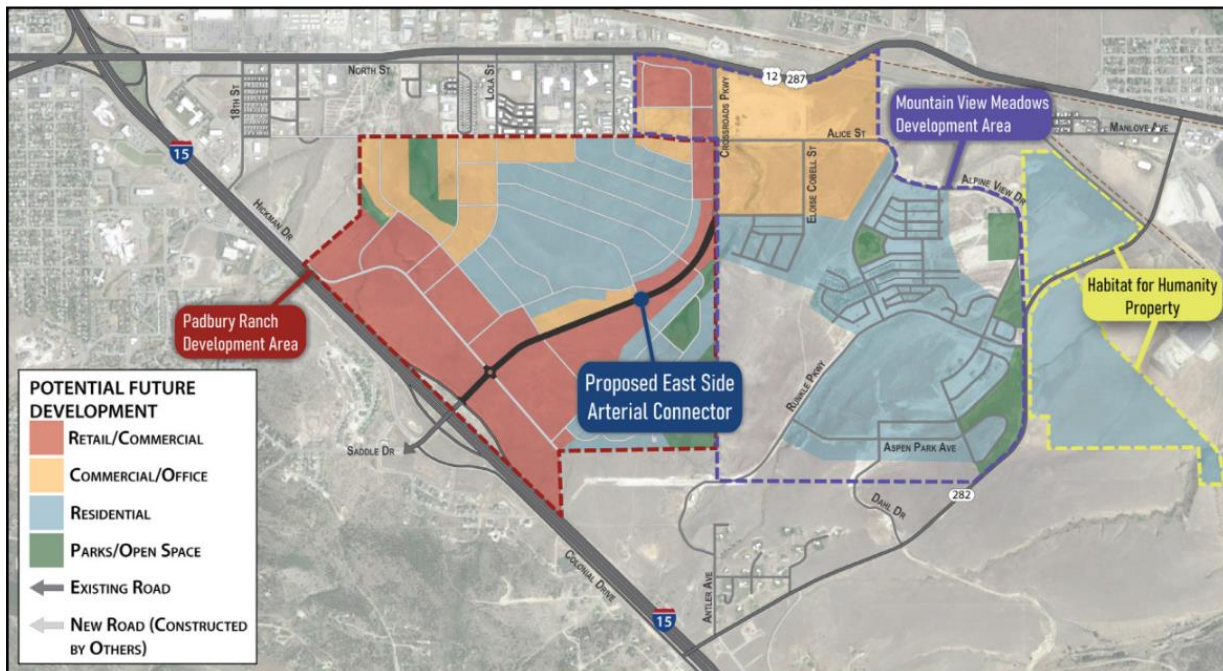 North St
18th St
Lola St
12
287
Crossroads Pkwy
Alice St
Eloise Cobell St
Mountain View Meadows
Development Area
Manlove Ave
Alpine View Dr
15
Hickman Dr
Habitat for Humanity
Property
Padbury Ranch
Development Area
Proposed East Side
Arterial Connector
Runkle Pkwy
Saddle Dr
Aspen Park Ave
282
Dahl Dr
Colonial Drive
Antler Ave
15
POTENTIAL FUTURE
DEVELOPMENT
Retail/Commercial
Commercial/Office
Residential
Parks/Open Space
Existing Road
New Road (Constructed
by Others)